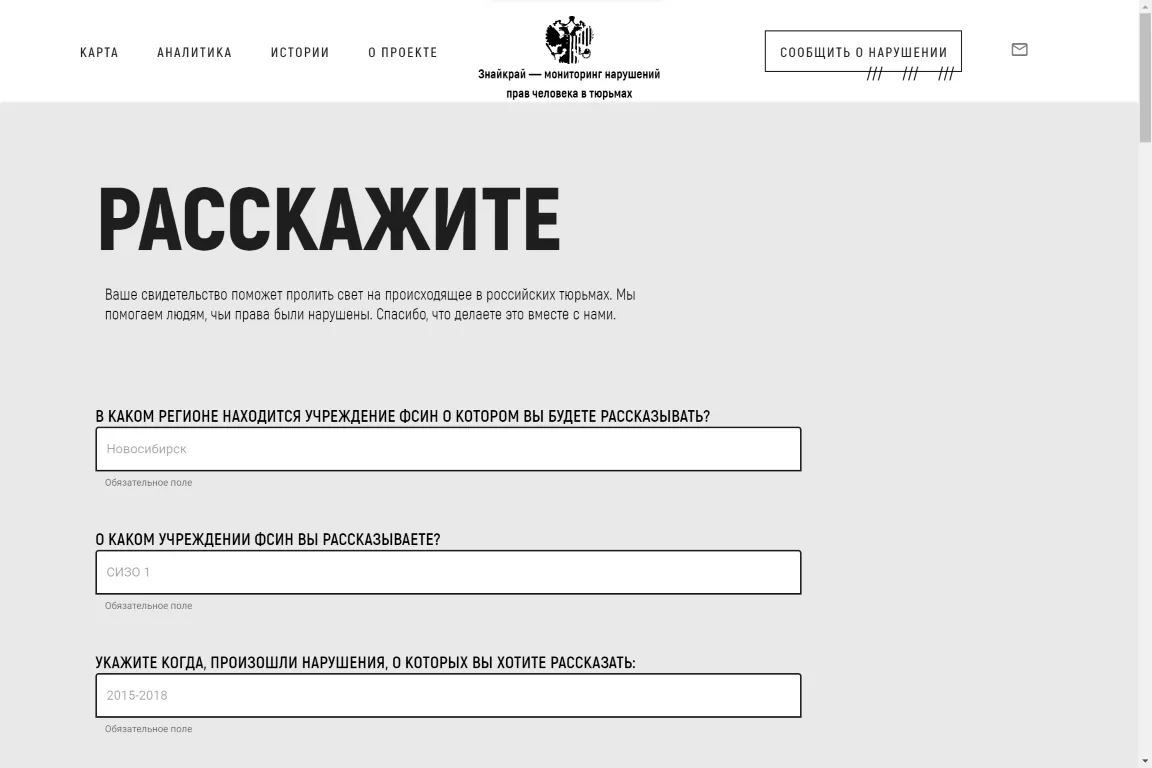 КАРТА
АНАЛИТИКА
ИСТОРИИ
О ПРОЕКТЕ
Знайкрай — мониторинг нарушений
прав человека в тюрьмах
СООБЩИТЬ О НАРУШЕНИИ
/// /// ///
РАССКАЖИТЕ
Ваше свидетельство поможет пролить свет на происходящее в российских тюрьмах. Мы
помогаем людям, чьи права были нарушены. Спасибо, что делаете это вместе с нами.
В КАКОМ РЕГИОНЕ НАХОДИТСЯ УЧРЕЖДЕНИЕ ФСИН О КОТОРОМ ВЫ БУДЕТЕ РАССКАЗЫВАТЬ?
Новосибирск
Обязательное поле
О КАКОМ УЧРЕЖДЕНИИ ФСИН ВЫ РАССКАЗЫВАЕТЕ?
СИЗО 1
Обязательное поле
УКАЖИТЕ КОГДА, ПРОИЗОШЛИ НАРУШЕНИЯ, О КОТОРЫХ ВЫ ХОТИТЕ РАССКАЗАТЬ:
2015-2018
Обязательное поле